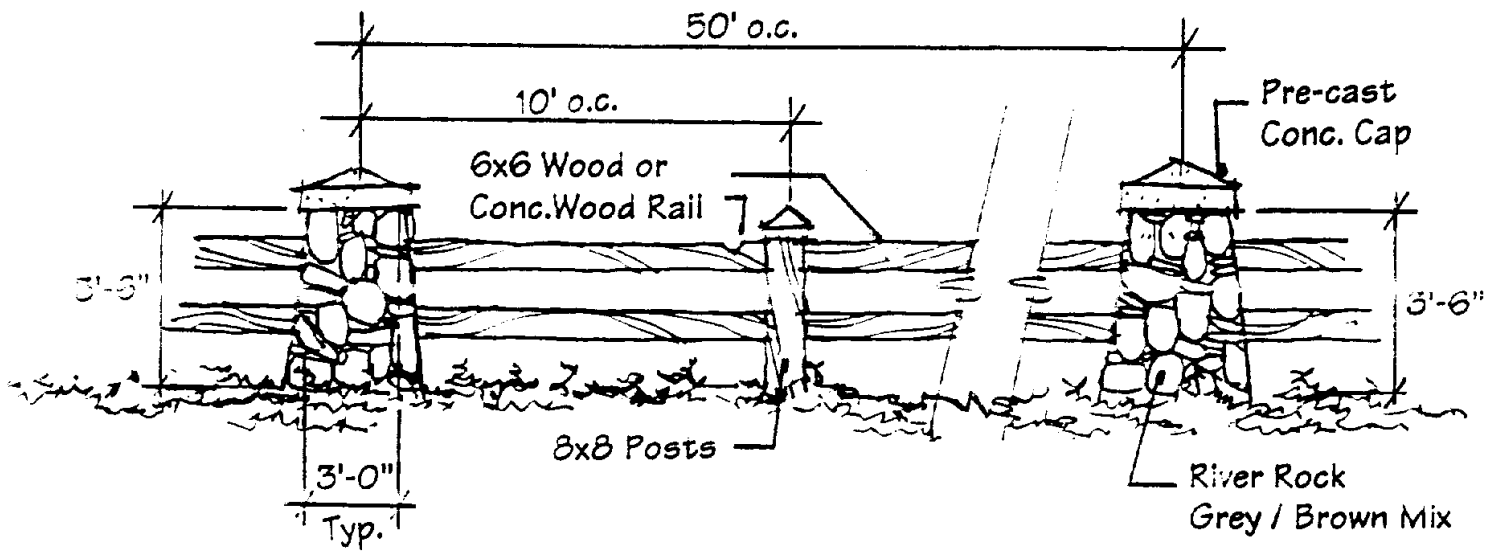 50' o.c.
10' o.c.
Pre-cast
Conc. Cap
6x6 Wood or
Conc.Wood Rail
3'-6"
3'-6"
8x8 Posts
3'-0"
Typ.
River Rock
Grey / Brown Mix